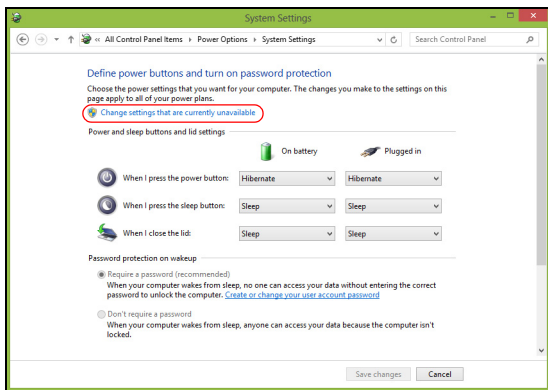 System Settings
« All Control Panel Items ▸ Power Options ▸ System Settings
Search Control Panel
Define power buttons and turn on password protection
Choose the power settings that you want for your computer. The changes you make to the settings on this
page apply to all of your power plans.
Change settings that are currently unavailable
Power and sleep buttons and lid settings
On battery Plugged in
When I press the power button: Hibernate Hibernate
When I press the sleep button: Sleep Sleep
When I close the lid: Sleep Sleep
Password protection on wakeup
Require a password (recommended)
When your computer wakes from sleep, no one can access your data without entering the correct
password to unlock the computer. Create or change your user account password
Don't require a password
When your computer wakes from sleep, anyone can access your data because the computer isn't
locked.
Save changes Cancel